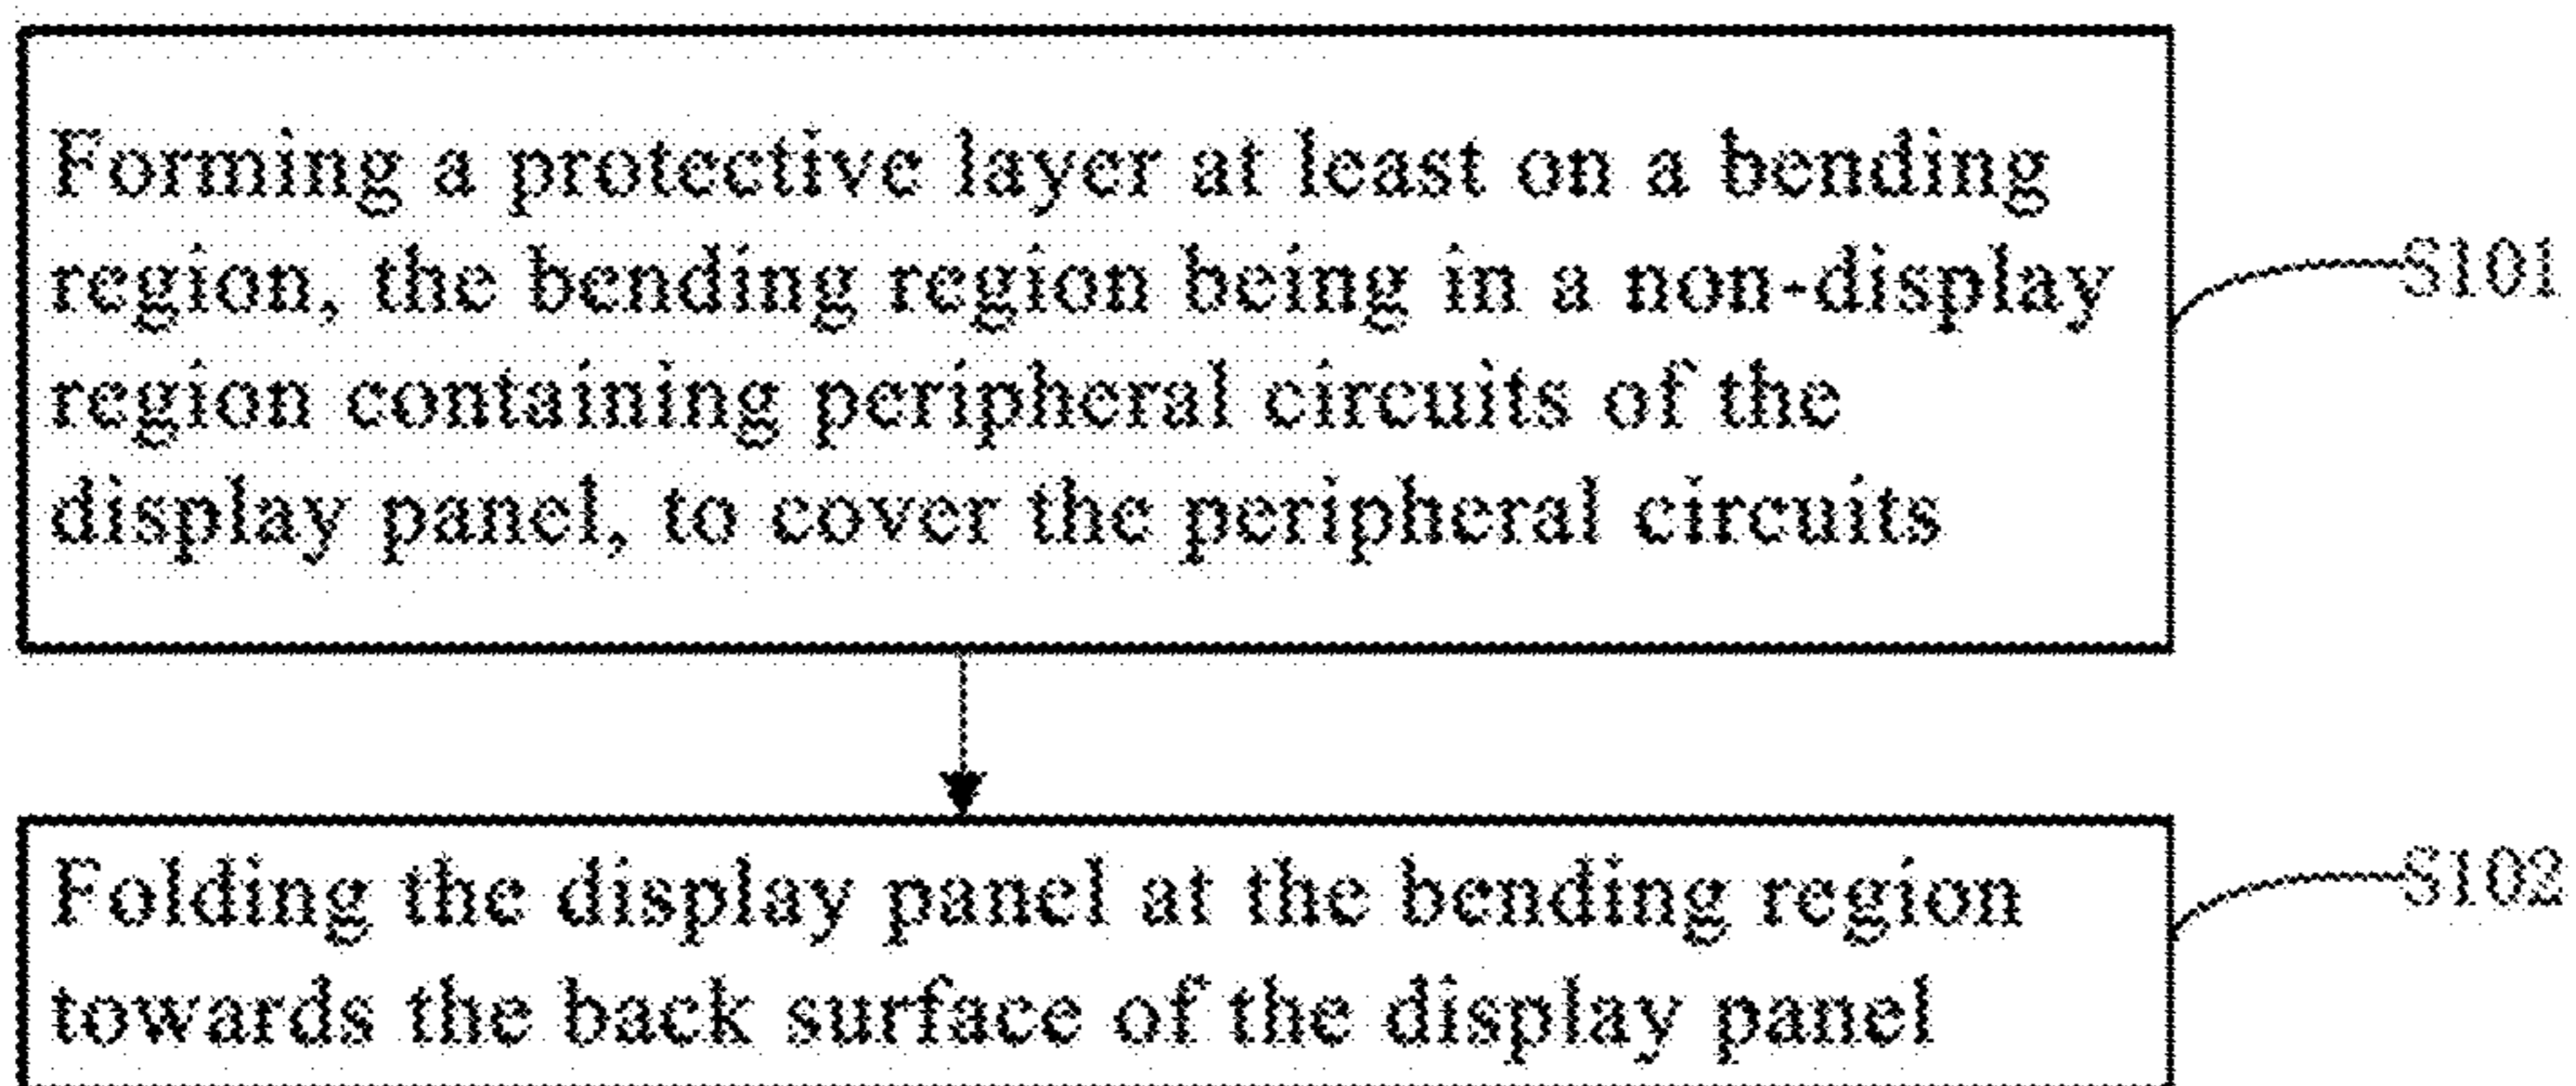 Forming a protective layer at least on a bending
region, the bending region being in a non-display
region containing peripheral circuits of the
display panel, to cover the peripheral circuits
S101
Folding the display panel at the bending region
towards the back surface of the display panel
S102